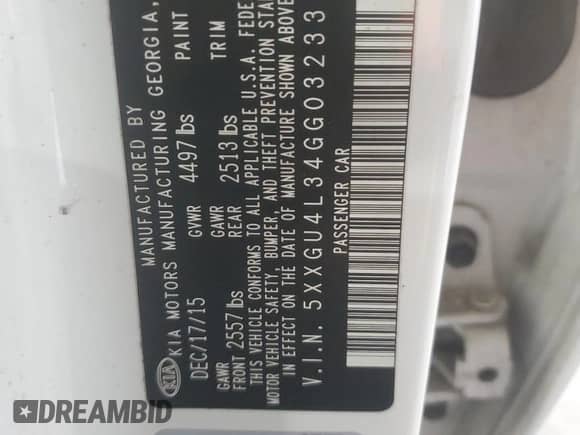 MANUFACTURED BY
KIA KIA MOTORS MANUFACTURING GEORGIA,
DEC/17/15 GVWR 4497 lbs PAINT
GAWR FRONT 2557 lbs GAWR REAR 2513 lbs TRIM
THIS VEHICLE CONFORMS TO ALL APPLICABLE U.S.A. FEDE
MOTOR VEHICLE SAFETY, BUMPER, AND THEFT PREVENTION STA
IN EFFECT ON THE DATE OF MANUFACTURE SHOWN ABOVE
V.I.N. 5XXGU4L34GG03233
PASSENGER CAR
DREAMBID